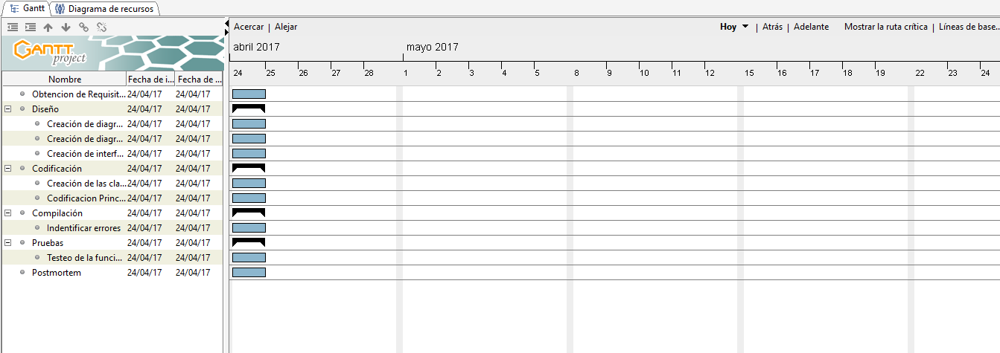 Gantt Diagrama de recursos
Acercar | Alejar Hoy | Atrás | Adelante Mostrar la ruta crítica | Líneas de base...
GANTT project
abril 2017 mayo 2017
24 25 26 27 28 1 2 3 4 5 8 9 10 11 12 15 16 17 18 19 22 23 24
Nombre Fecha de i... Fecha de ...
Obtencion de Requisit... 24/04/17 24/04/17
Diseño 24/04/17 24/04/17
Creación de diagr... 24/04/17 24/04/17
Creación de diagr... 24/04/17 24/04/17
Creación de interf... 24/04/17 24/04/17
Codificación 24/04/17 24/04/17
Creación de las cla... 24/04/17 24/04/17
Codificacion Princ... 24/04/17 24/04/17
Compilación 24/04/17 24/04/17
Indentificar errores 24/04/17 24/04/17
Pruebas 24/04/17 24/04/17
Testeo de la funci... 24/04/17 24/04/17
Postmortem 24/04/17 24/04/17